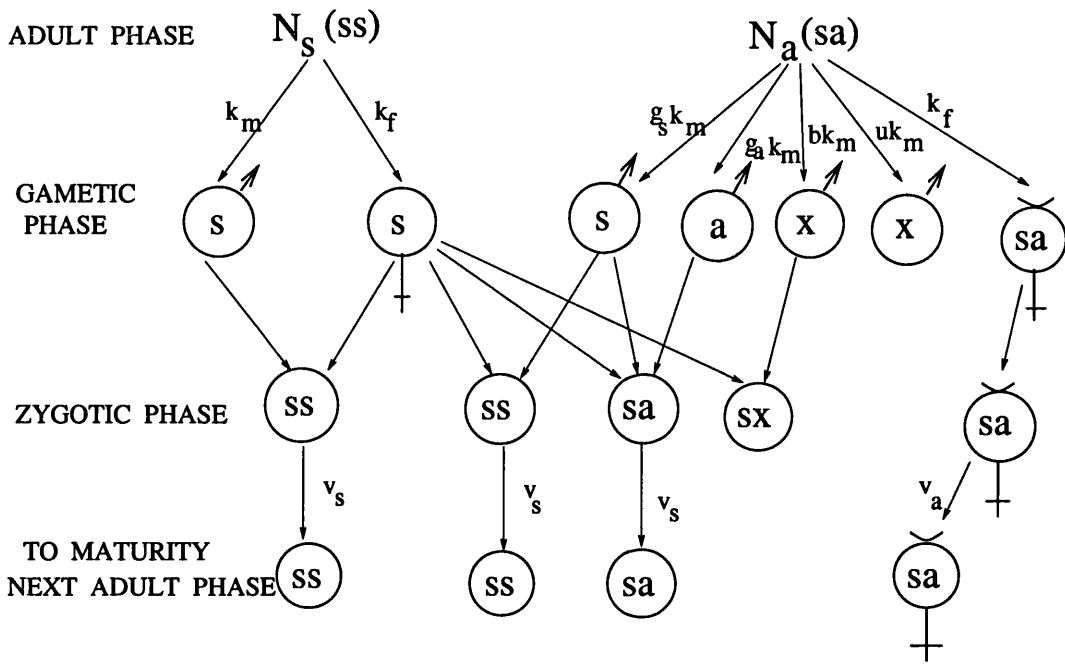 ADULT PHASE
N_s (ss)
N_a (sa)
k_m
k_f
g_s k_m
g_a k_m
bk_m
uk_m
k_f
GAMETIC
PHASE
s
s
s
a
x
x
sa
ZYGOTIC PHASE
ss
ss
sa
sx
sa
v_s
v_s
v_s
v_a
TO MATURITY
NEXT ADULT PHASE
ss
ss
sa
sa